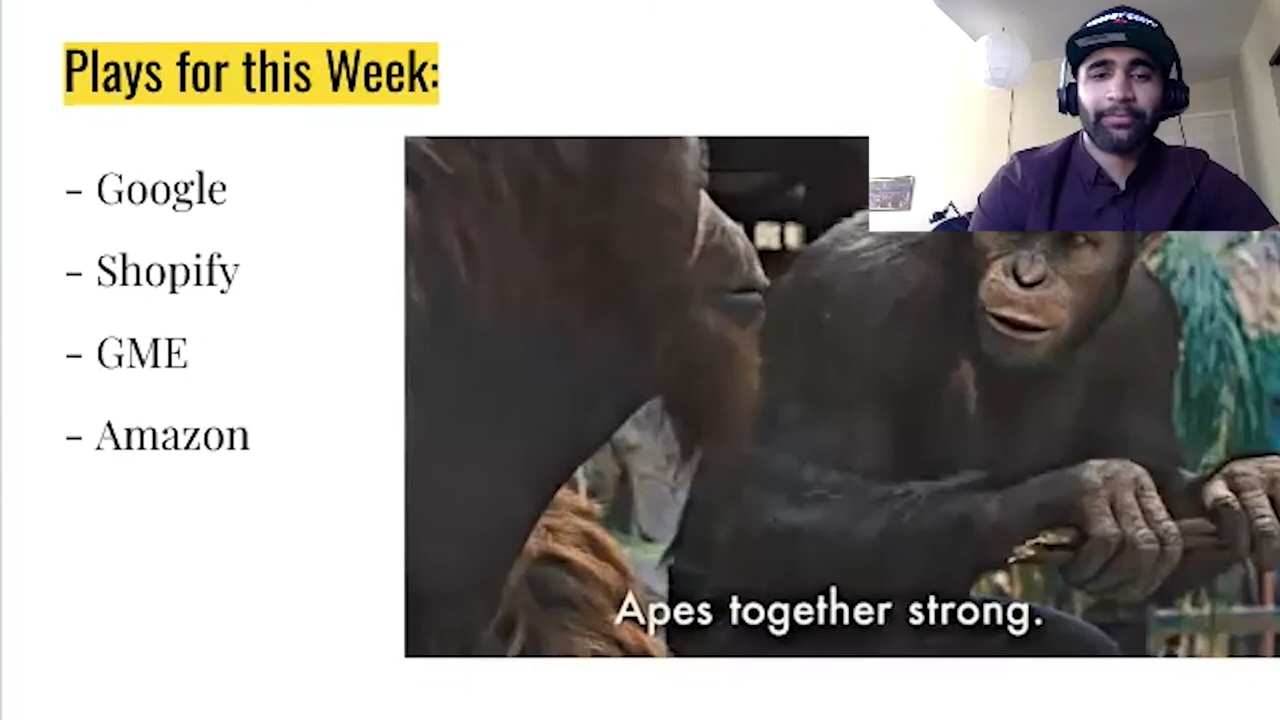 Plays for this Week:
- Google
- Shopify
- GME
- Amazon
Apes together strong.